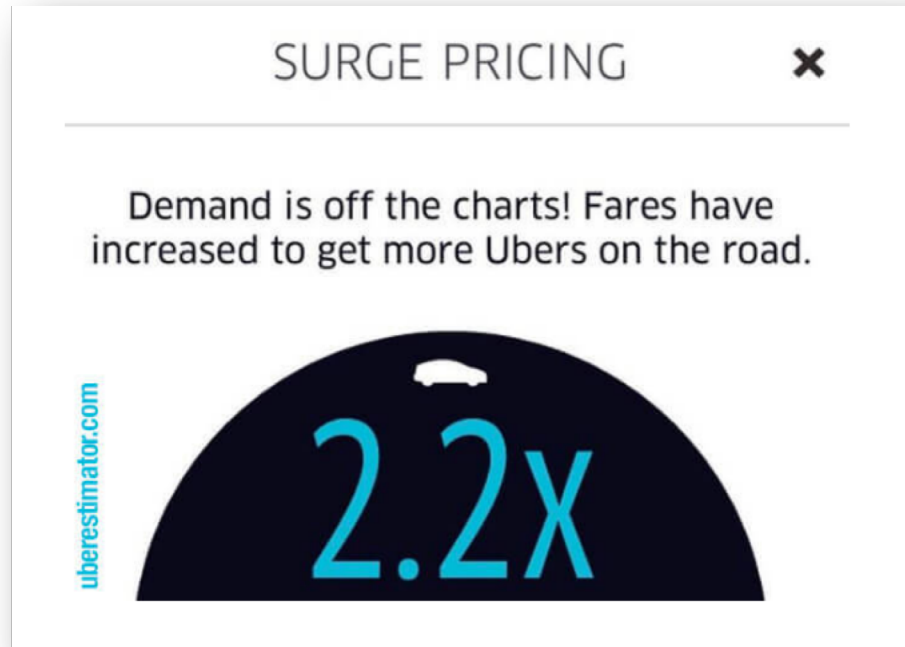 SURGE PRICING
Demand is off the charts! Fares have
increased to get more Ubers on the road.
uberestimator.com
2.2x